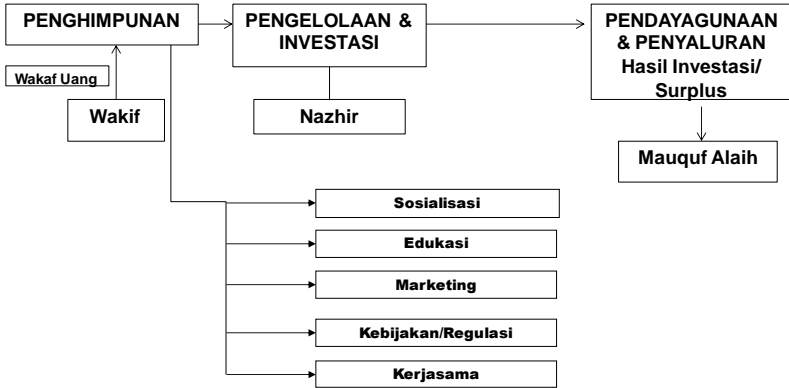 PENGHIMPUNAN
PENGELOLAAN &
INVESTASI
PENDAYAGUNAAN
& PENYALURAN
Hasil Investasi/
Surplus
Wakaf Uang
Wakif
Nazhir
Mauquf Alaih
Sosialisasi
Edukasi
Marketing
Kebijakan/Regulasi
Kerjasama